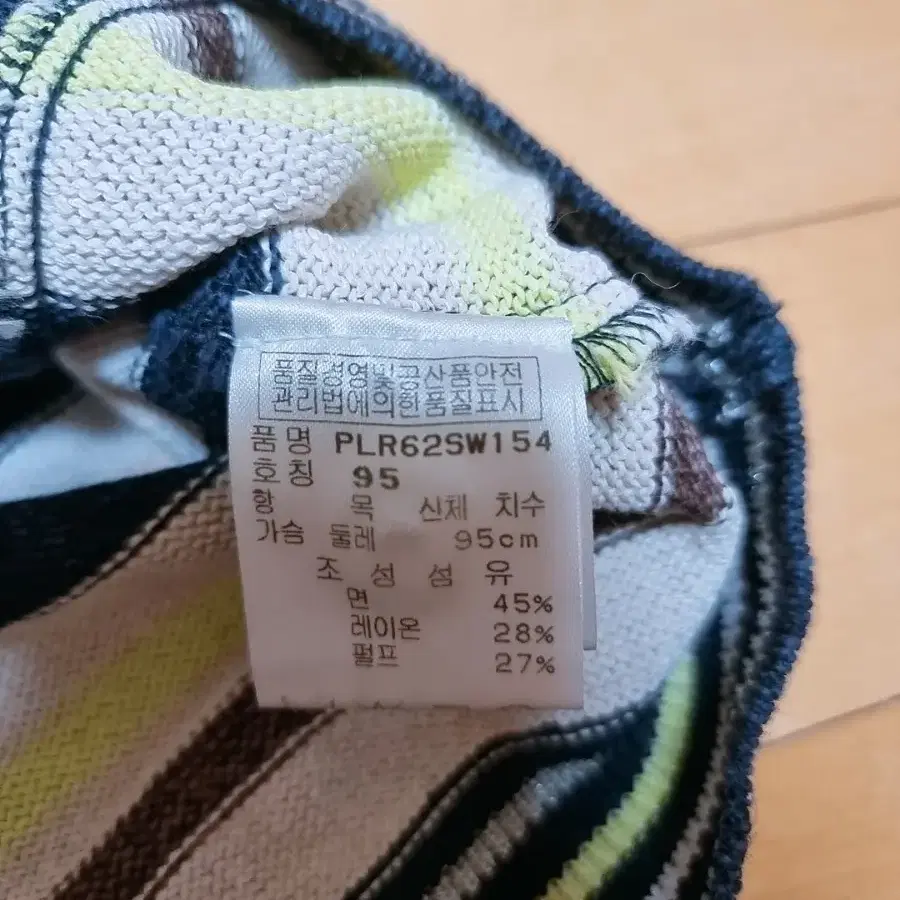 품질경영및공산품안전
관리법에의한품질표시
품 명 PLR62SW154
호 칭 95
항 목 신체 치수
가슴 둘레 95cm
조 성 섬 유
면 45%
레이온 28%
펄프 27%